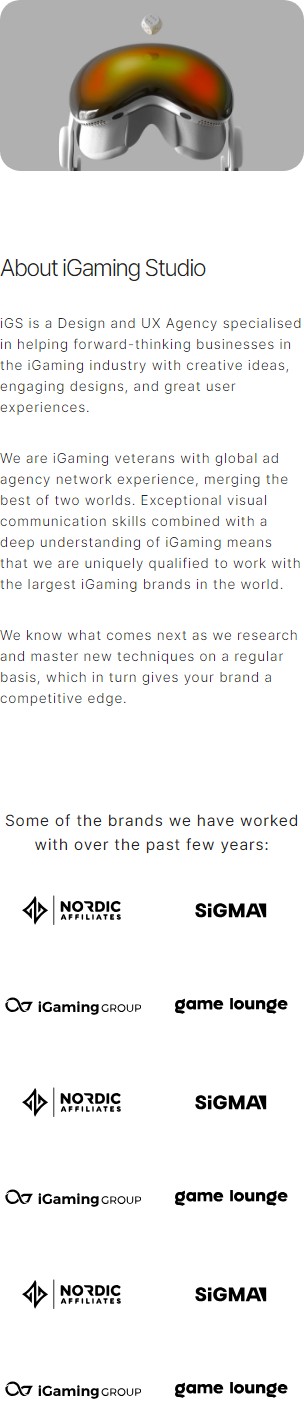 About iGaming Studio
iGS is a Design and UX Agency specialised
in helping forward-thinking businesses in
the iGaming industry with creative ideas,
engaging designs, and great user
experiences.
We are iGaming veterans with global ad
agency network experience, merging the
best of two worlds. Exceptional visual
communication skills combined with a
deep understanding of iGaming means
that we are uniquely qualified to work with
the largest iGaming brands in the world.
We know what comes next as we research
and master new techniques on a regular
basis, which in turn gives your brand a
competitive edge.
Some of the brands we have worked
with over the past few years:
NORDIC
AFFILIATES
SiGMA
iGamingGROUP
game lounge
NORDIC
AFFILIATES
SiGMA
iGamingGROUP
game lounge
NORDIC
AFFILIATES
SiGMA
iGamingGROUP
game lounge